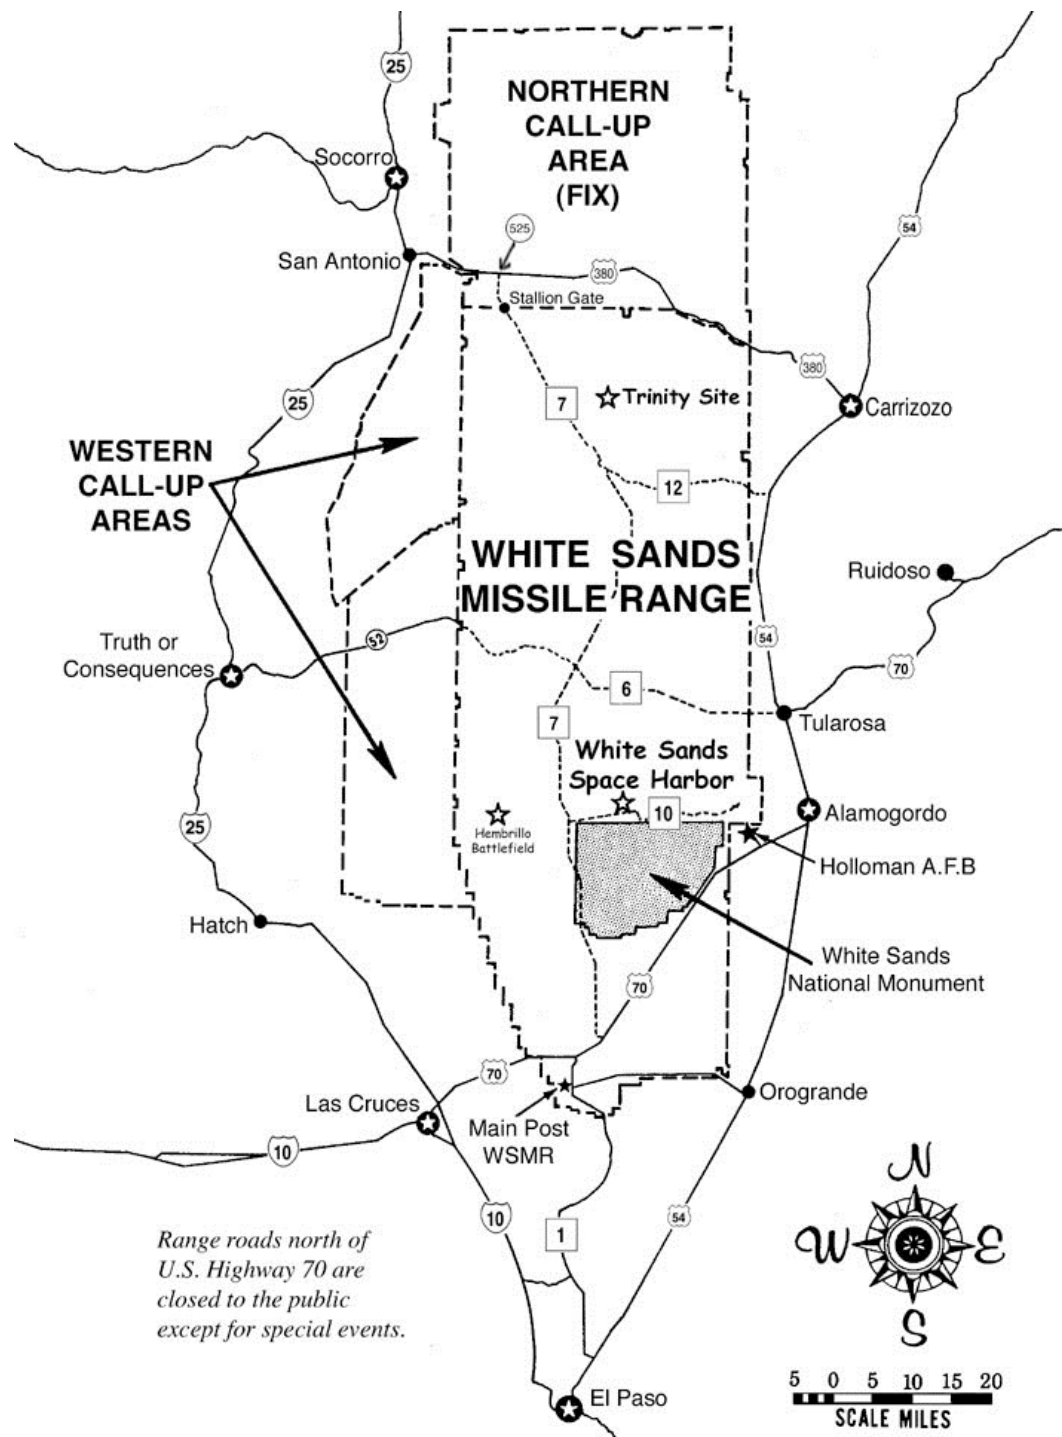 25
NORTHERN
CALL-UP
AREA
(FIX)
Socorro
54
525
San Antonio
380
Stallion Gate
380
7
Trinity Site
25
Carrizozo
WESTERN
CALL-UP
AREAS
12
WHITE SANDS
MISSILE RANGE
Ruidoso
54
52
Truth or
Consequences
70
6
7
Tularosa
White Sands
Space Harbor
10
25
Hembrillo
Battlefield
Alamogordo
Holloman A.F.B
Hatch
White Sands
National Monument
70
70
Orogrande
Las Cruces
Main Post
WSMR
10
10
1
54
N
W E
S
Range roads north of
U.S. Highway 70 are
closed to the public
except for special events.
5 0 5 10 15 20
SCALE MILES
El Paso